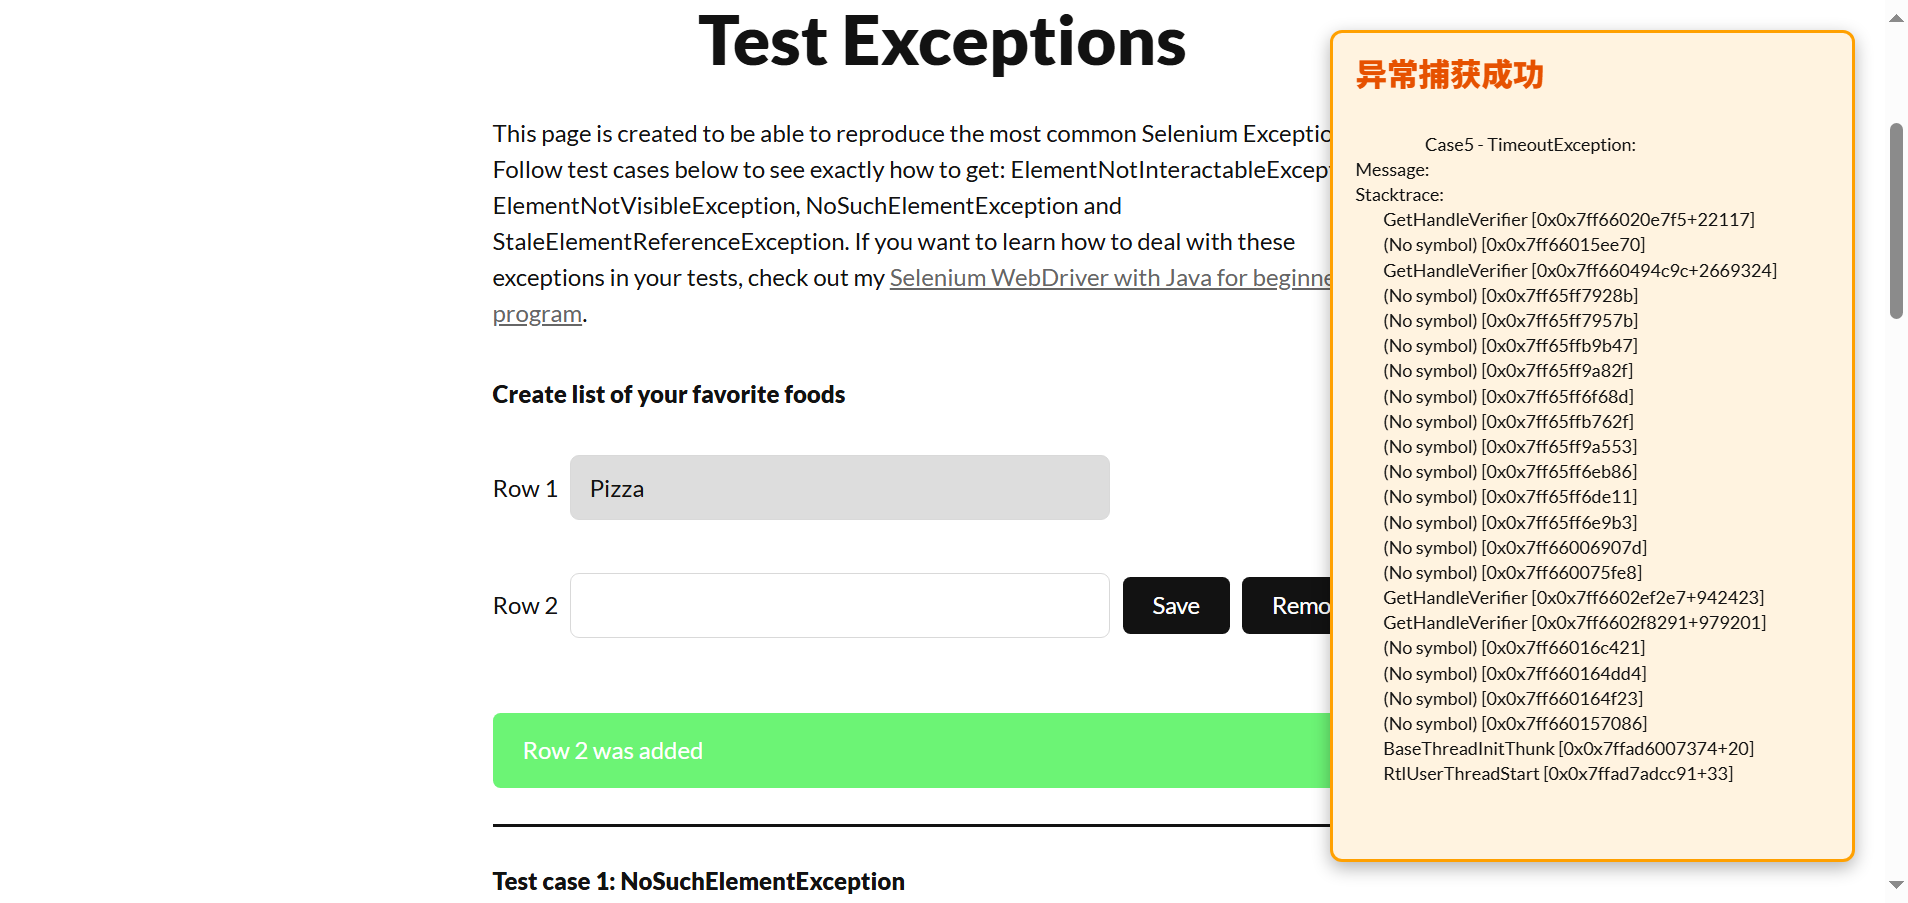 Test Exceptions
This page is created to be able to reproduce the most common Selenium Exceptio
Follow test cases below to see exactly how to get: ElementNotInteractableExcep
ElementNotVisibleException, NoSuchElementException and
StaleElementReferenceException. If you want to learn how to deal with these
exceptions in your tests, check out my Selenium WebDriver with Java for beginne
program.
Create list of your favorite foods
Row 1 Pizza
Row 2 Save Remo
Row 2 was added
Test case 1: NoSuchElementException
异常捕获成功
Case5 - TimeoutException:
Message:
Stacktrace:
GetHandleVerifier [0x0x7ff66020e7f5+22117]
(No symbol) [0x0x7ff66015ee70]
GetHandleVerifier [0x0x7ff660494c9c+2669324]
(No symbol) [0x0x7ff65ff7928b]
(No symbol) [0x0x7ff65ff7957b]
(No symbol) [0x0x7ff65ffb9b47]
(No symbol) [0x0x7ff65ff9a82f]
(No symbol) [0x0x7ff65ff6f68d]
(No symbol) [0x0x7ff65ffb762f]
(No symbol) [0x0x7ff65ff9a553]
(No symbol) [0x0x7ff65ff6eb86]
(No symbol) [0x0x7ff65ff6de11]
(No symbol) [0x0x7ff65ff6e9b3]
(No symbol) [0x0x7ff66006907d]
(No symbol) [0x0x7ff660075fe8]
GetHandleVerifier [0x0x7ff6602ef2e7+942423]
GetHandleVerifier [0x0x7ff6602f8291+979201]
(No symbol) [0x0x7ff66016c421]
(No symbol) [0x0x7ff660164dd4]
(No symbol) [0x0x7ff660164f23]
(No symbol) [0x0x7ff660157086]
BaseThreadInitThunk [0x0x7ffad6007374+20]
RtlUserThreadStart [0x0x7ffad7adcc91+33]